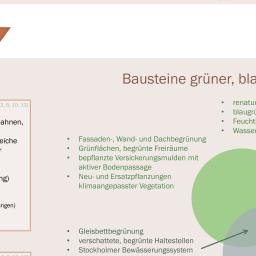 Bausteine grüner, bla
3, 5, 10, 13]
ahnen,
eiche
ng)
ngen)
• renatu
• blaugrü
• Feucht
• Wasse
• Fassaden-, Wand- und Dachbegrünung
• Grünflächen, begrünte Freiräume
• bepflanzte Versickerungsmulden mit
aktiver Bodenpassage
• Neu- und Ersatzpflanzungen
klimaangepasster Vegetation
• Gleisbettbegrünung
• verschattete, begrünte Haltestellen
• Stockholmer Bewässerungssystem